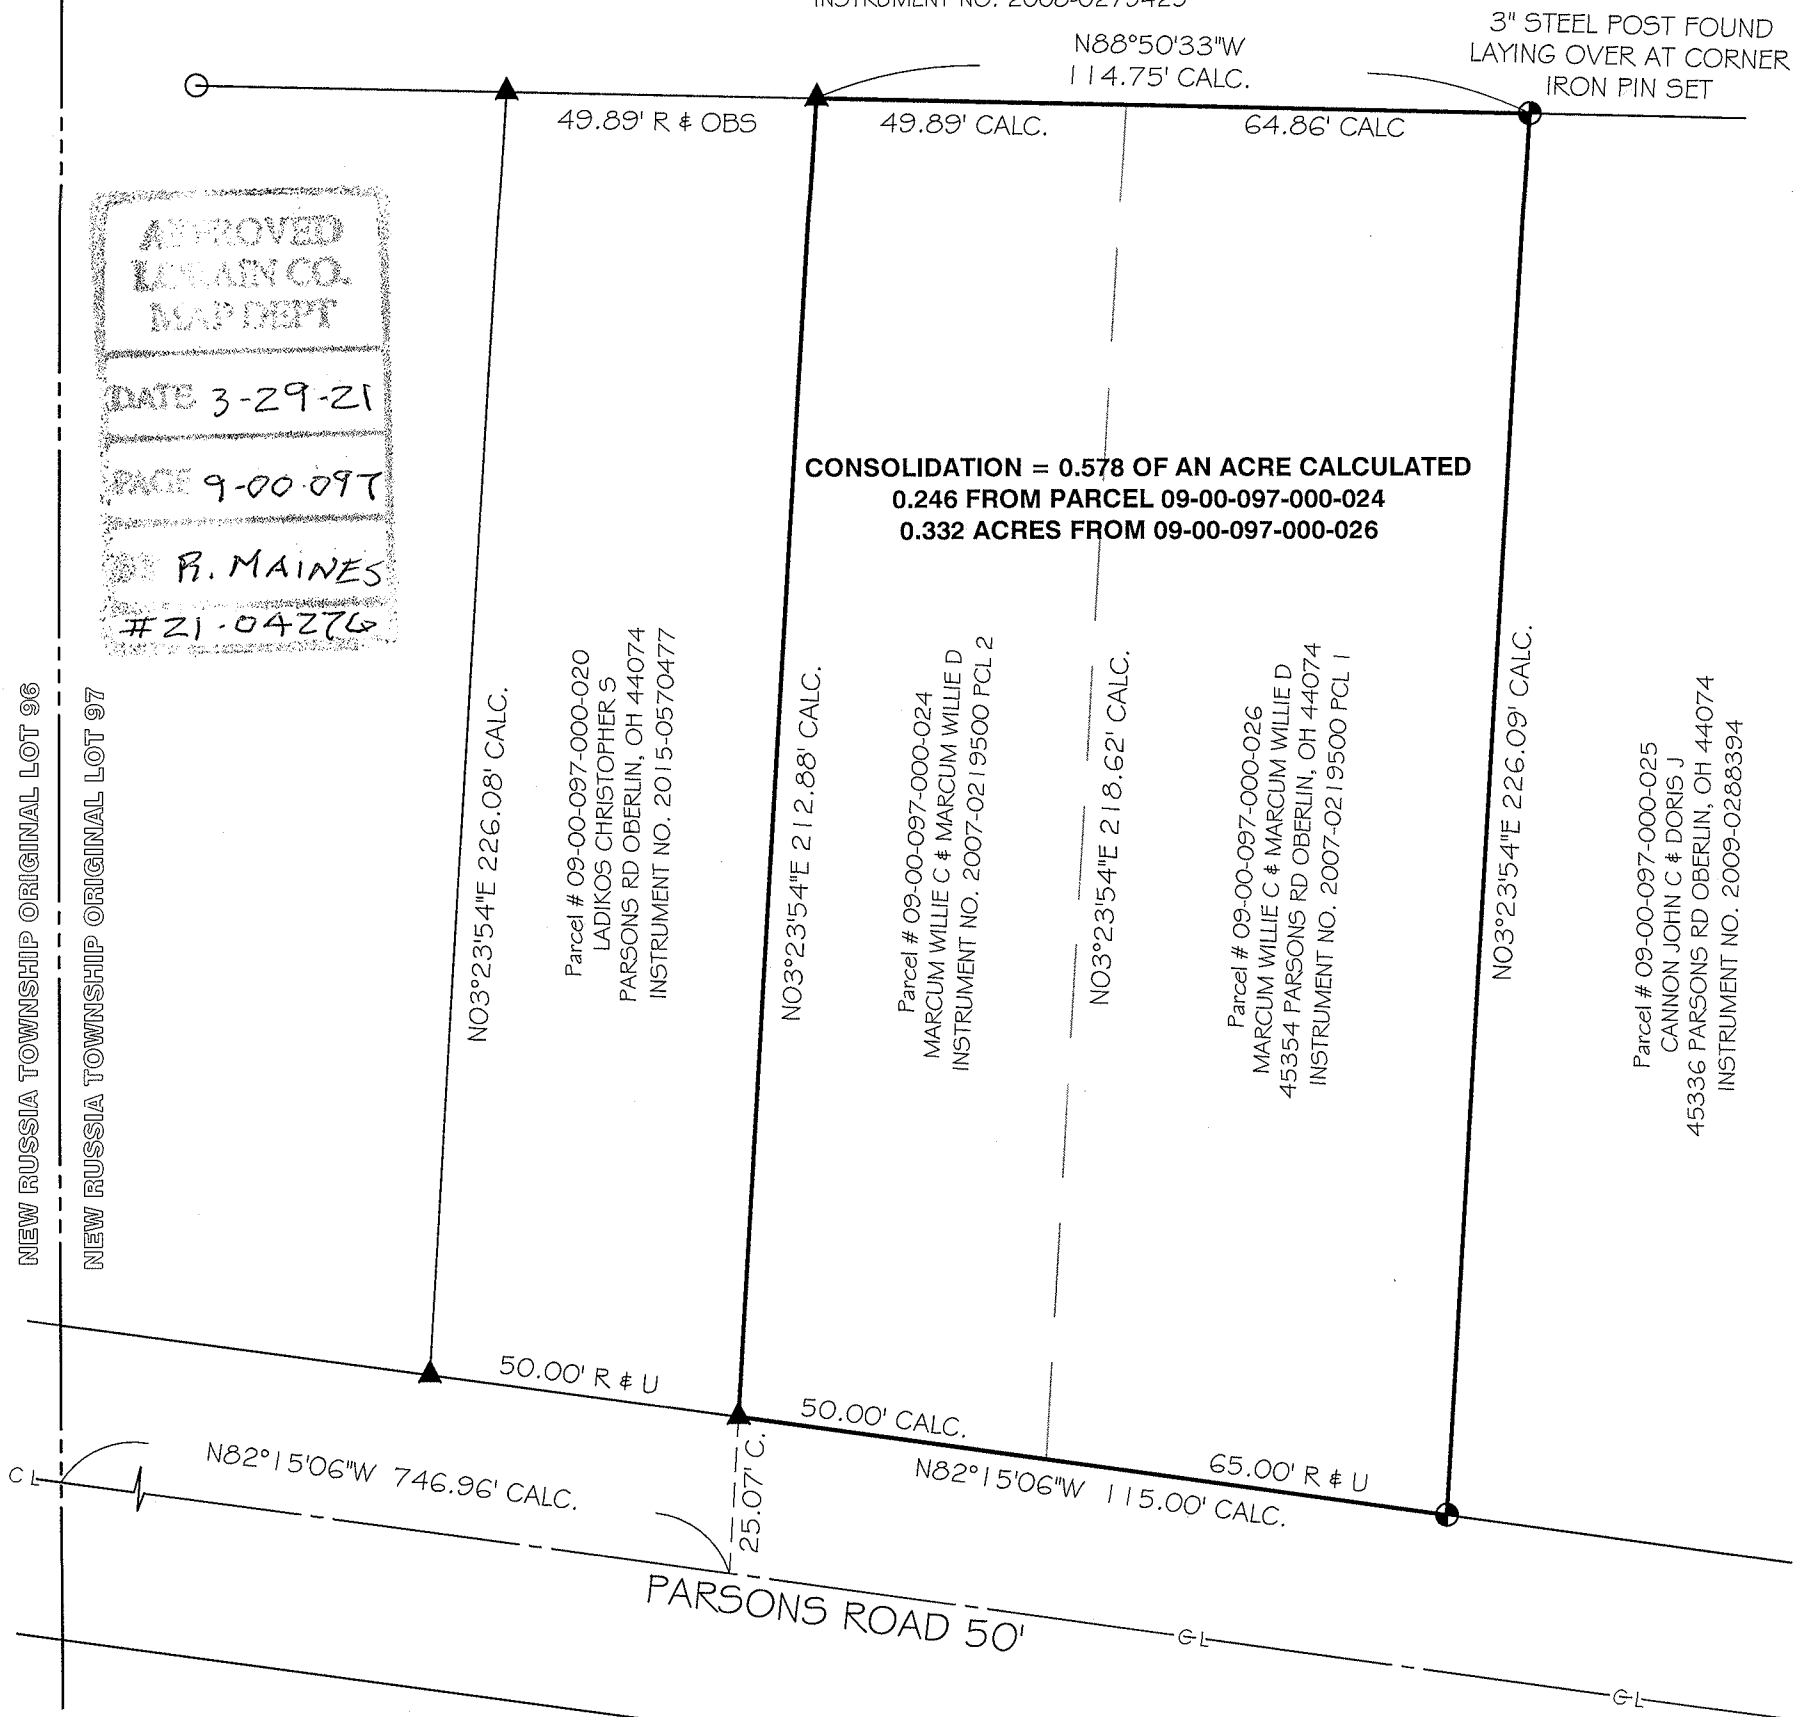 INSTRUMENT NO. 2008-0275425
N88°50'33"W
114.75' CALC.
3" STEEL POST FOUND
LAYING OVER AT CORNER
IRON PIN SET
49.89' R & OBS
49.89' CALC.
64.86' CALC
APPROVED
LORAIN CO.
MAP DEPT
DATE 3-29-21
PAGE 9-00-097
BY R. MAINES
#21-04276
CONSOLIDATION = 0.578 OF AN ACRE CALCULATED
0.246 FROM PARCEL 09-00-097-000-024
0.332 ACRES FROM 09-00-097-000-026
NEW RUSSIA TOWNSHIP ORIGINAL LOT 96
NEW RUSSIA TOWNSHIP ORIGINAL LOT 97
N03°23'54"E 226.08' CALC.
Parcel # 09-00-097-000-020
LADIKOS CHRISTOPHER S
PARSONS RD OBERLIN, OH 44074
INSTRUMENT NO. 2015-0570477
N03°23'54"E 212.88' CALC.
Parcel # 09-00-097-000-024
MARCUM WILLIE C & MARCUM WILLIE D
INSTRUMENT NO. 2007-0219500 PCL 2
N03°23'54"E 218.62' CALC.
Parcel # 09-00-097-000-026
MARCUM WILLIE C & MARCUM WILLIE D
45354 PARSONS RD OBERLIN, OH 44074
INSTRUMENT NO. 2007-0219500 PCL 1
N03°23'54"E 226.09' CALC.
Parcel # 09-00-097-000-025
CANNON JOHN C & DORIS J
45336 PARSONS RD OBERLIN, OH 44074
INSTRUMENT NO. 2009-0288394
50.00' R & U
50.00' CALC.
65.00' R & U
N82°15'06"W 115.00' CALC.
N82°15'06"W 746.96' CALC.
25.07' C.
CL
PARSONS ROAD 50'
CL
CL